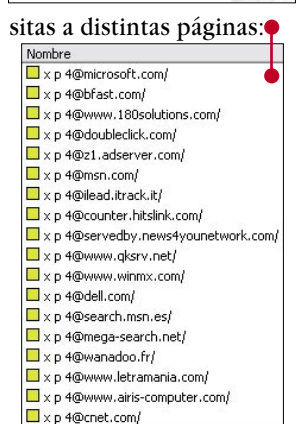 sitas a distintas páginas:
Nombre
x p 4@microsoft.com/
x p 4@bfast.com/
x p 4@www.180solutions.com/
x p 4@doubleclick.com/
x p 4@z1.adserver.com/
x p 4@msn.com/
x p 4@ilead.itrack.it/
x p 4@counter.hitslink.com/
x p 4@servedby.news4younetwork.com/
x p 4@www.qksrv.net/
x p 4@www.winmx.com/
x p 4@dell.com/
x p 4@search.msn.es/
x p 4@mega-search.net/
x p 4@wanadoo.fr/
x p 4@www.letramania.com/
x p 4@www.airis-computer.com/
x p 4@cnet.com/